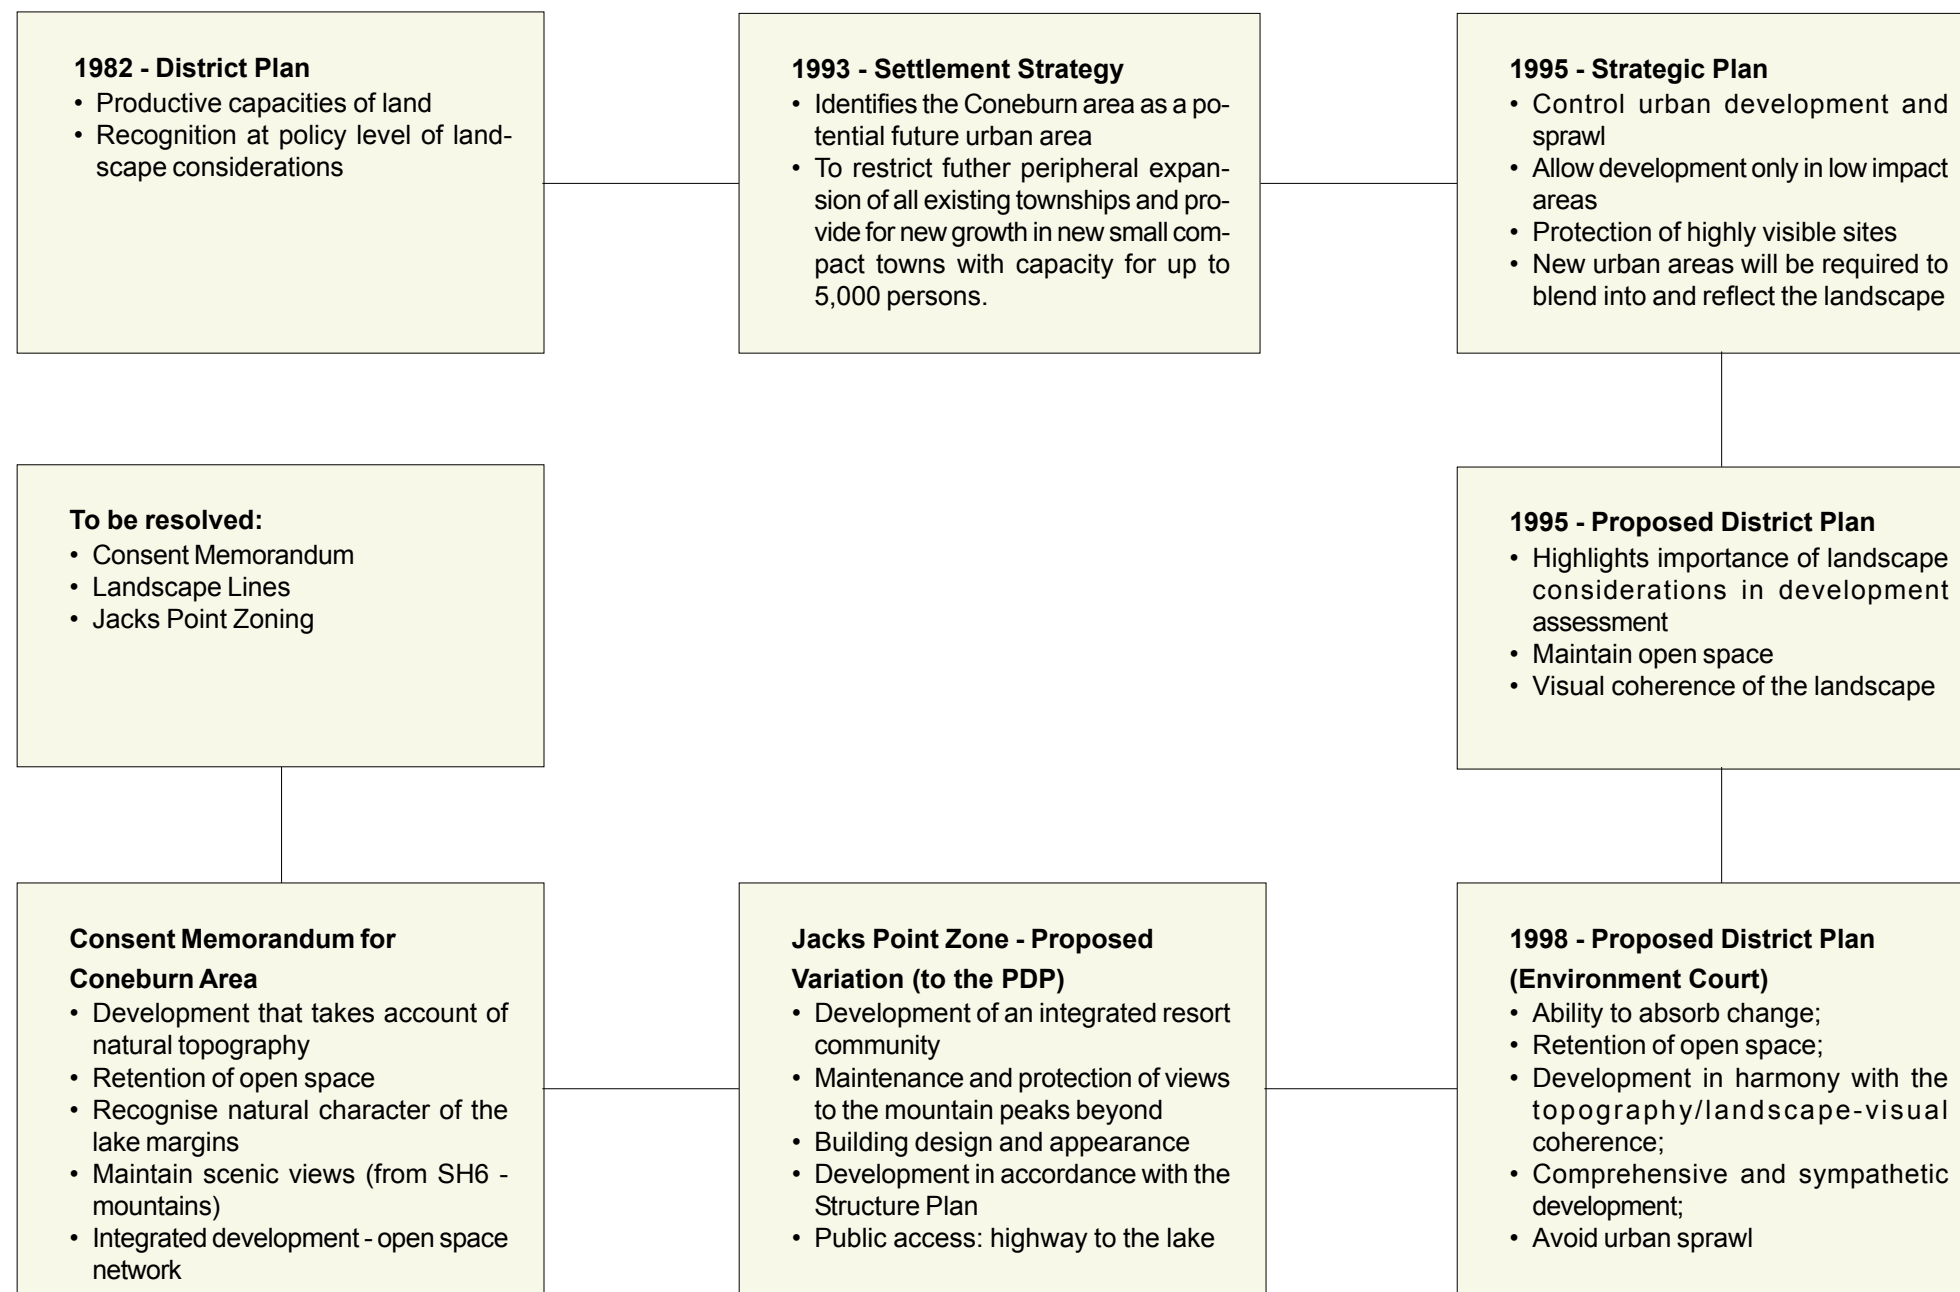 1982 - District Plan
• Productive capacities of land
• Recognition at policy level of land-
scape considerations
1993 - Settlement Strategy
• Identifies the Coneburn area as a po-
tential future urban area
• To restrict futher peripheral expan-
sion of all existing townships and pro-
vide for new growth in new small com-
pact towns with capacity for up to
5,000 persons.
1995 - Strategic Plan
• Control urban development and
sprawl
• Allow development only in low impact
areas
• Protection of highly visible sites
• New urban areas will be required to
blend into and reflect the landscape
1995 - Proposed District Plan
• Highlights importance of landscape
considerations in development
assessment
• Maintain open space
• Visual coherence of the landscape
1998 - Proposed District Plan
(Environment Court)
• Ability to absorb change;
• Retention of open space;
• Development in harmony with the
topography/landscape-visual
coherence;
• Comprehensive and sympathetic
development;
• Avoid urban sprawl
Jacks Point Zone - Proposed
Variation (to the PDP)
• Development of an integrated resort
community
• Maintenance and protection of views
to the mountain peaks beyond
• Building design and appearance
• Development in accordance with the
Structure Plan
• Public access: highway to the lake
Consent Memorandum for
Coneburn Area
• Development that takes account of
natural topography
• Retention of open space
• Recognise natural character of the
lake margins
• Maintain scenic views (from SH6 -
mountains)
• Integrated development - open space
network
To be resolved:
• Consent Memorandum
• Landscape Lines
• Jacks Point Zoning